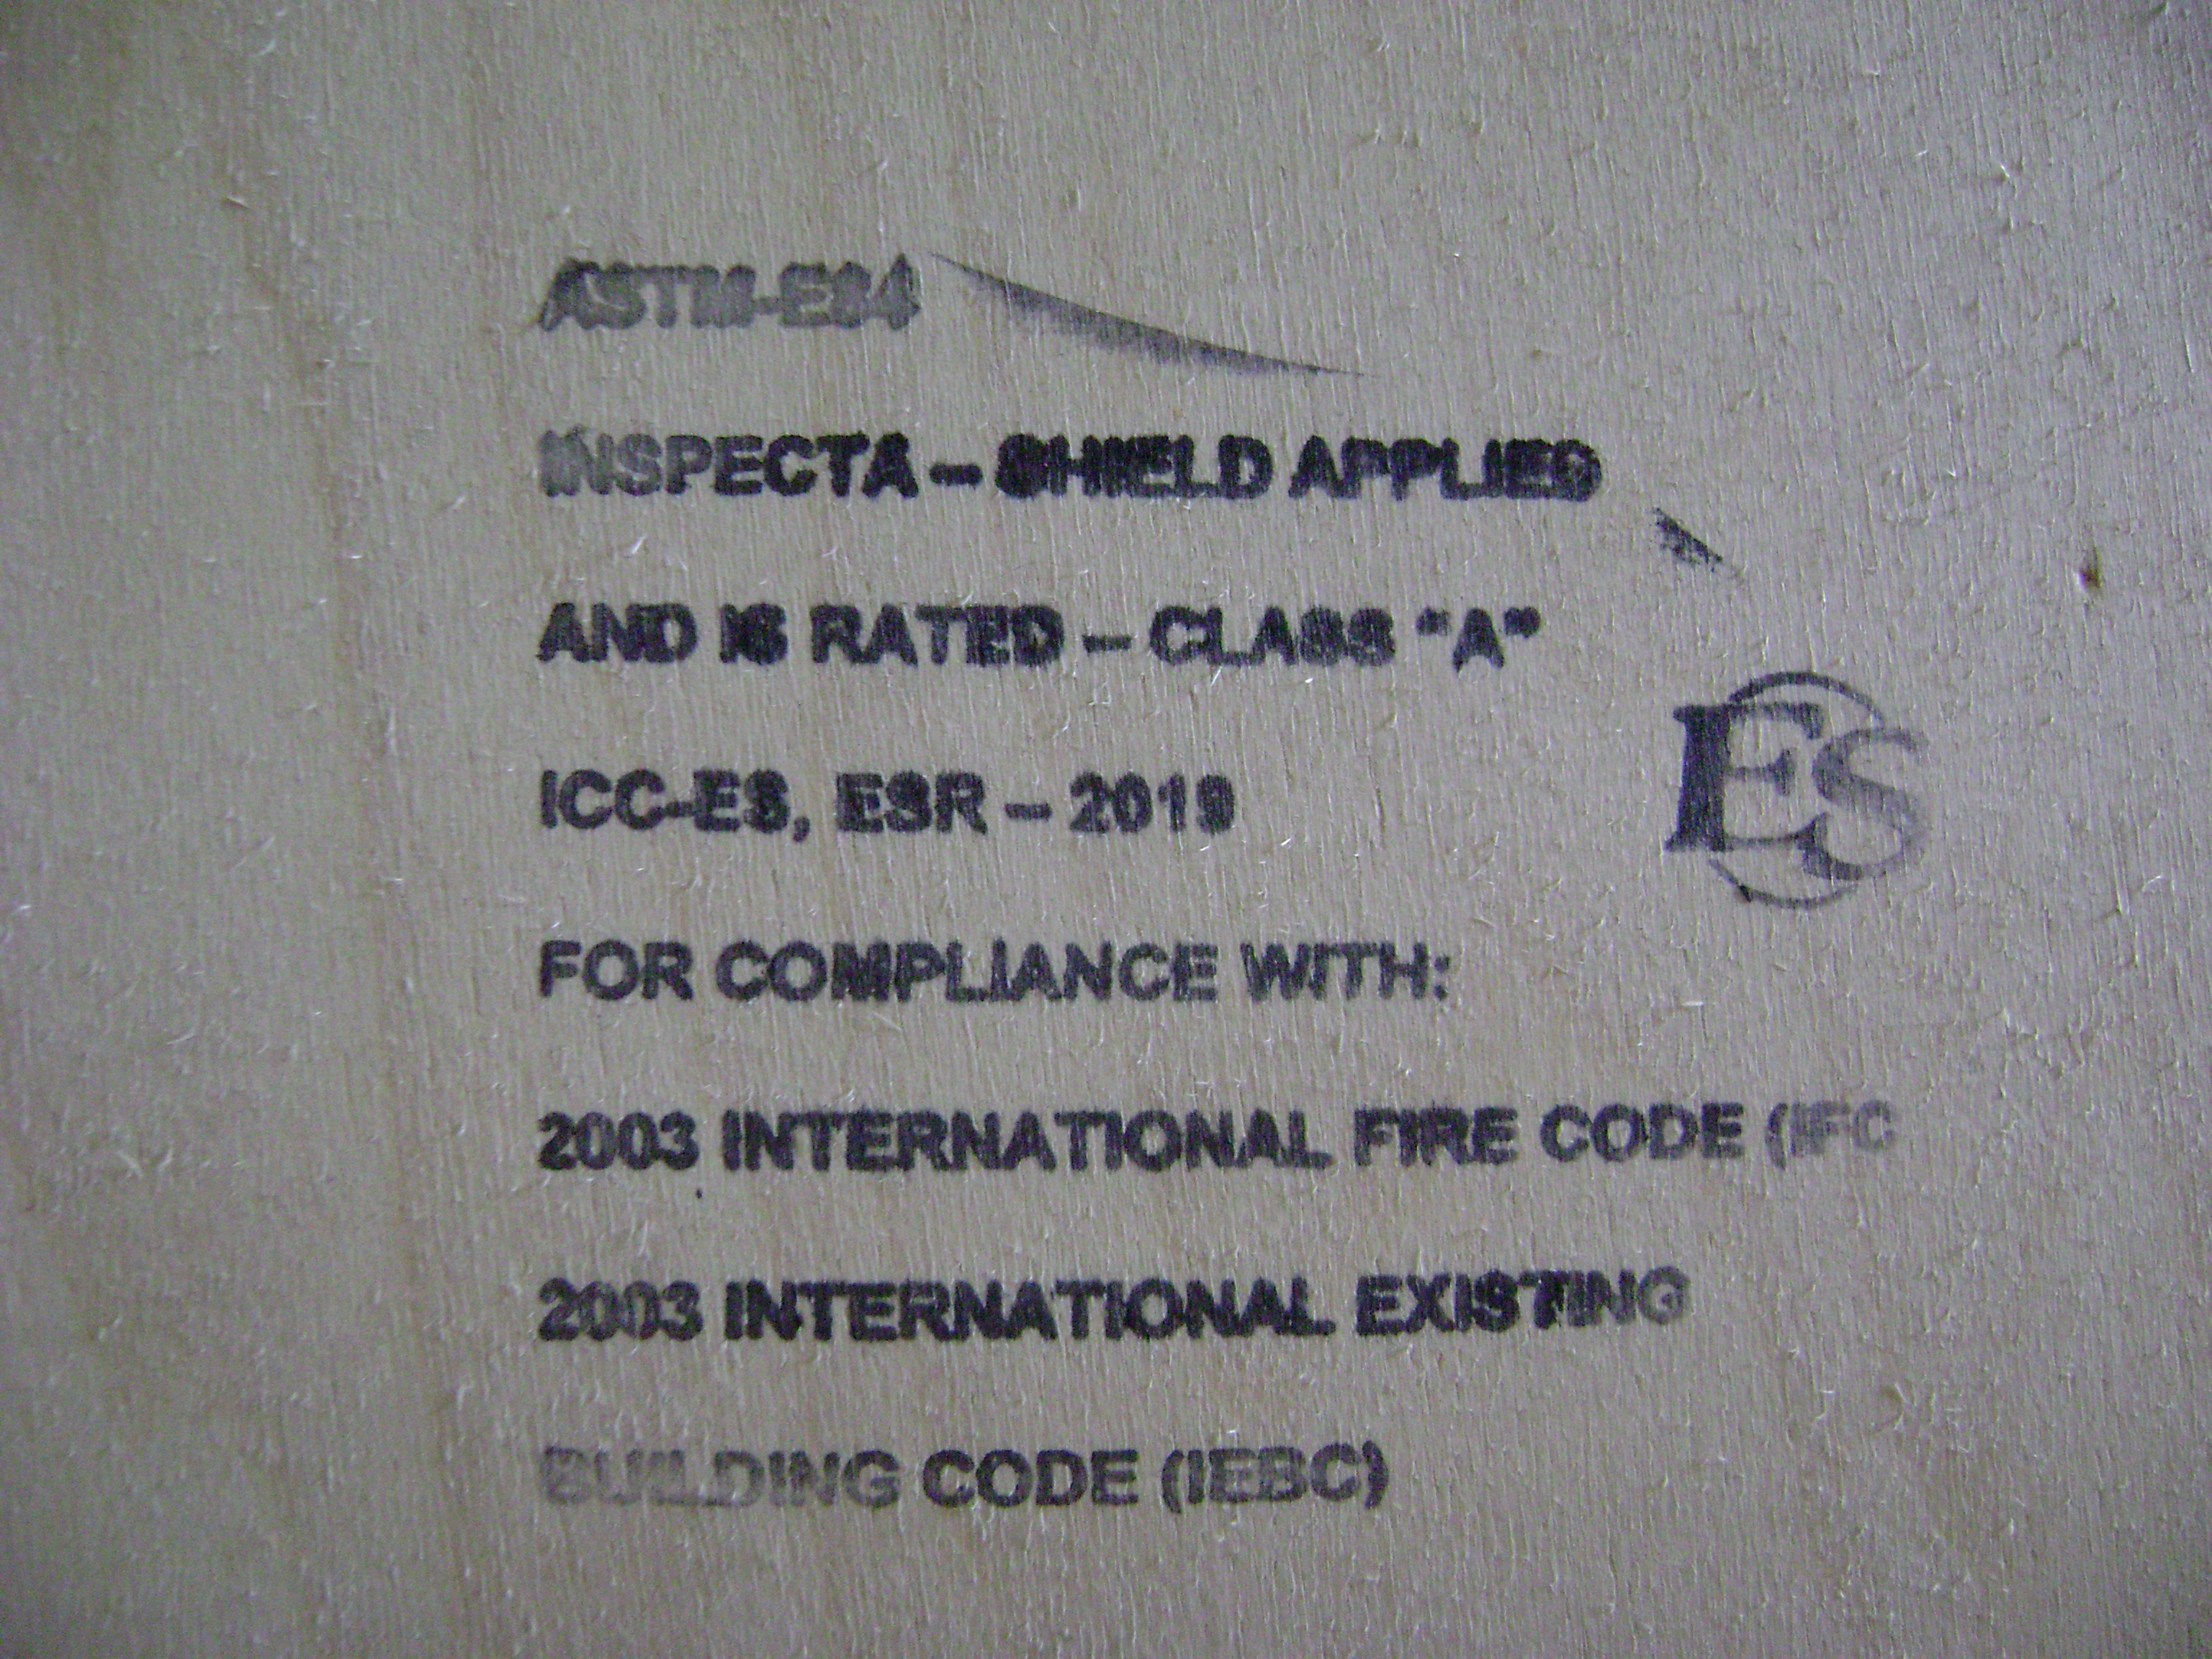 ASTM-E84
INSPECTA – SHIELD APPLIED
AND IS RATED – CLASS "A"
ICC-ES, ESR – 2019
ES
FOR COMPLIANCE WITH:
2003 INTERNATIONAL FIRE CODE (IFC
2003 INTERNATIONAL EXISTING
BUILDING CODE (IEBC)